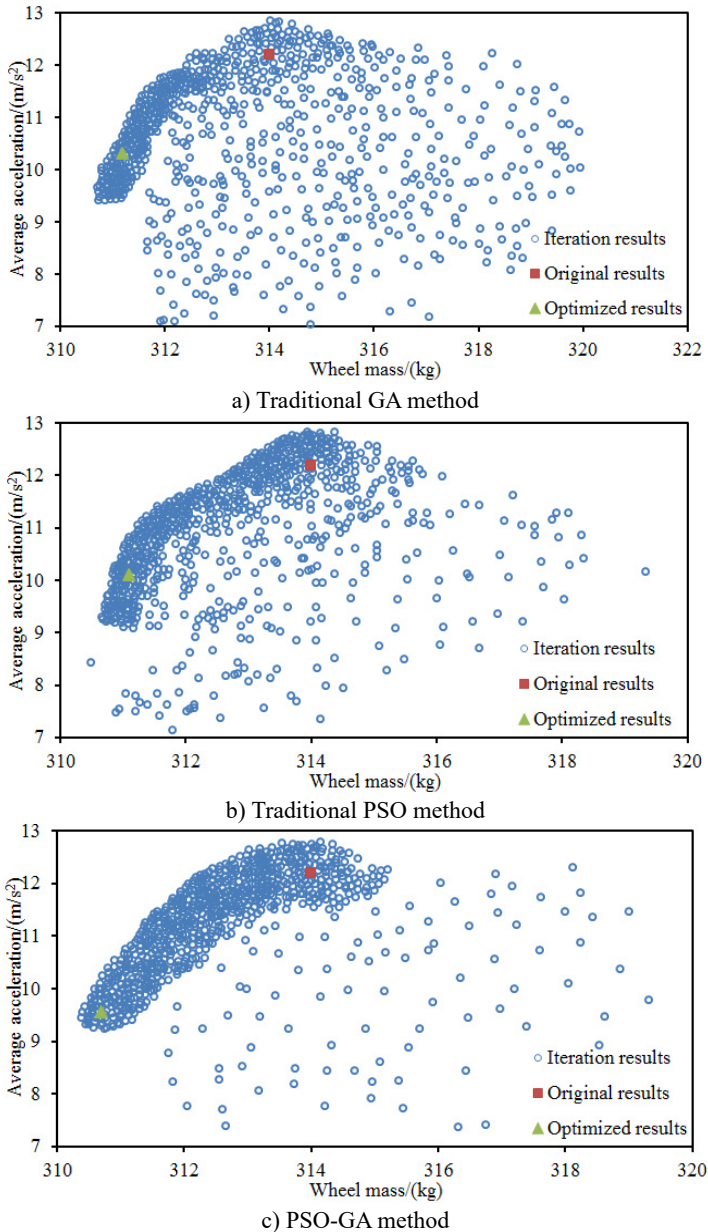 13
12
11
10
9
8
7
Average acceleration/(m/s²)
Iteration results
Original results
Optimized results
310 312 314 316 318 320 322
Wheel mass/(kg)
a) Traditional GA method
13
12
11
10
9
8
7
Average acceleration/(m/s²)
Iteration results
Original results
Optimized results
310 312 314 316 318 320
Wheel mass/(kg)
b) Traditional PSO method
13
12
11
10
9
8
7
Average acceleration/(m/s²)
Iteration results
Original results
Optimized results
310 312 314 316 318 320
Wheel mass/(kg)
c) PSO-GA method